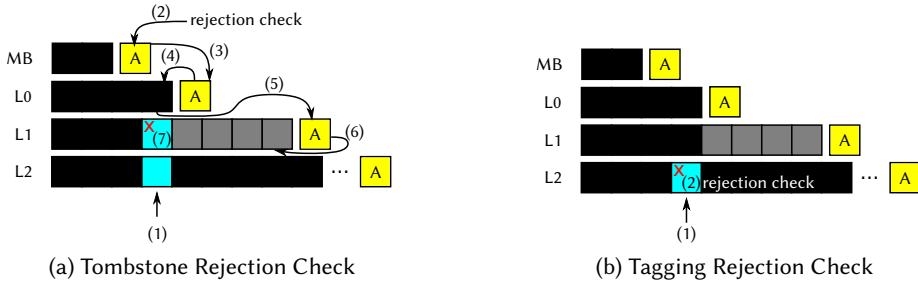 (2)
rejection check
MB
A
(3)
(4)
L0
A
(5)
L1
X
(7)
A
(6)
L2
...
A
(1)
(a) Tombstone Rejection Check
MB
A
L0
A
L1
A
L2
X
(2) rejection check
...
A
(1)
(b) Tagging Rejection Check